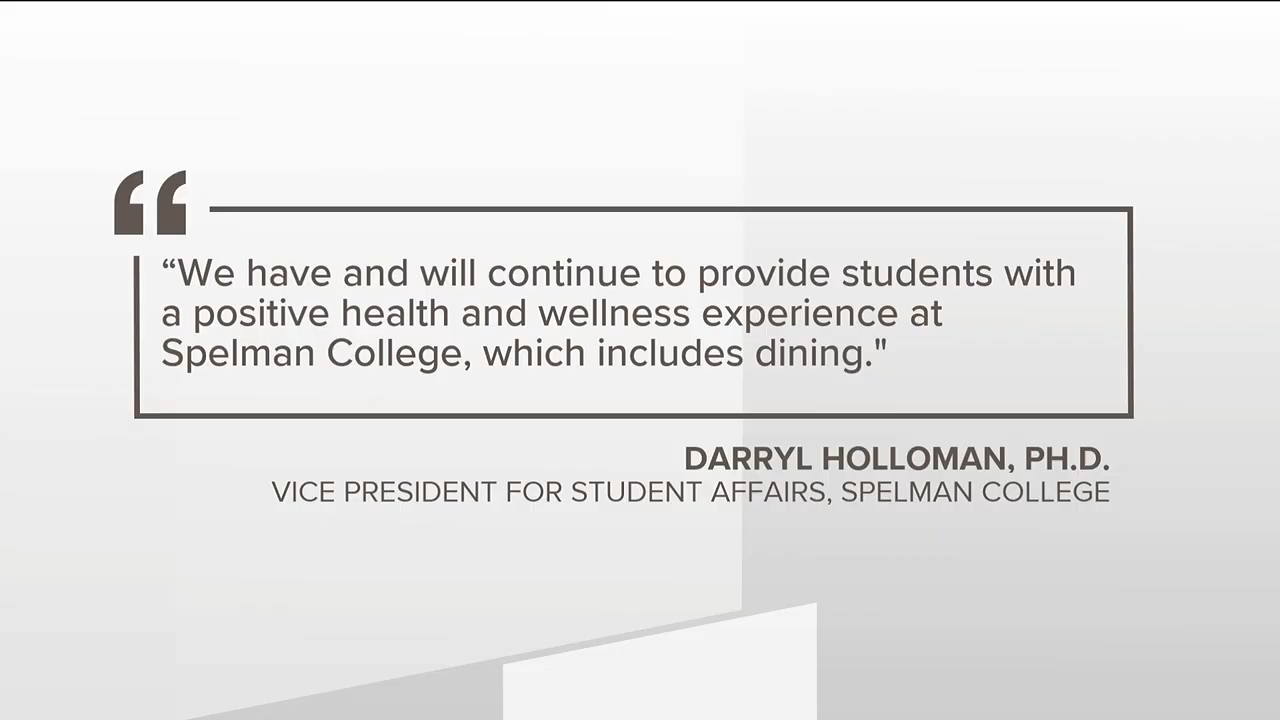 “We have and will continue to provide students with
a positive health and wellness experience at
Spelman College, which includes dining."
DARRYL HOLLOMAN, PH.D.
VICE PRESIDENT FOR STUDENT AFFAIRS, SPELMAN COLLEGE